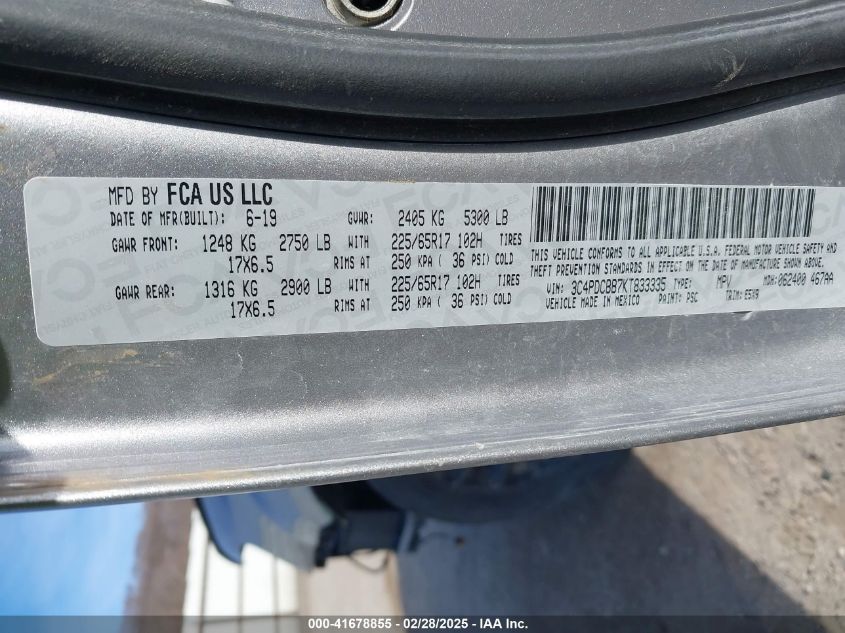 MFD BY FCA US LLC
DATE OF MFR(BUILT): 6-19 GVWR: 2405 KG 5300 LB
GAWR FRONT: 1248 KG 2750 LB WITH 225/65R17 102H TIRES
17X6.5 RIMS AT 250 KPA ( 36 PSI) COLD
GAWR REAR: 1316 KG 2900 LB WITH 225/65R17 102H TIRES
17X6.5 RIMS AT 250 KPA ( 36 PSI) COLD
THIS VEHICLE CONFORMS TO ALL APPLICABLE U.S.A. FEDERAL MOTOR VEHICLE SAFETY AND
THEFT PREVENTION STANDARDS IN EFFECT ON THE DATE OF MANUFACTURE SHOWN ABOVE.
VIN: 3C4PDCBB7KT833335 TYPE: MPV MDH: 062400 467AA
VEHICLE MADE IN MEXICO PAINT: PSC TRIM: E5X9
000-41678855 | 02/28/2025 | IAA Inc.